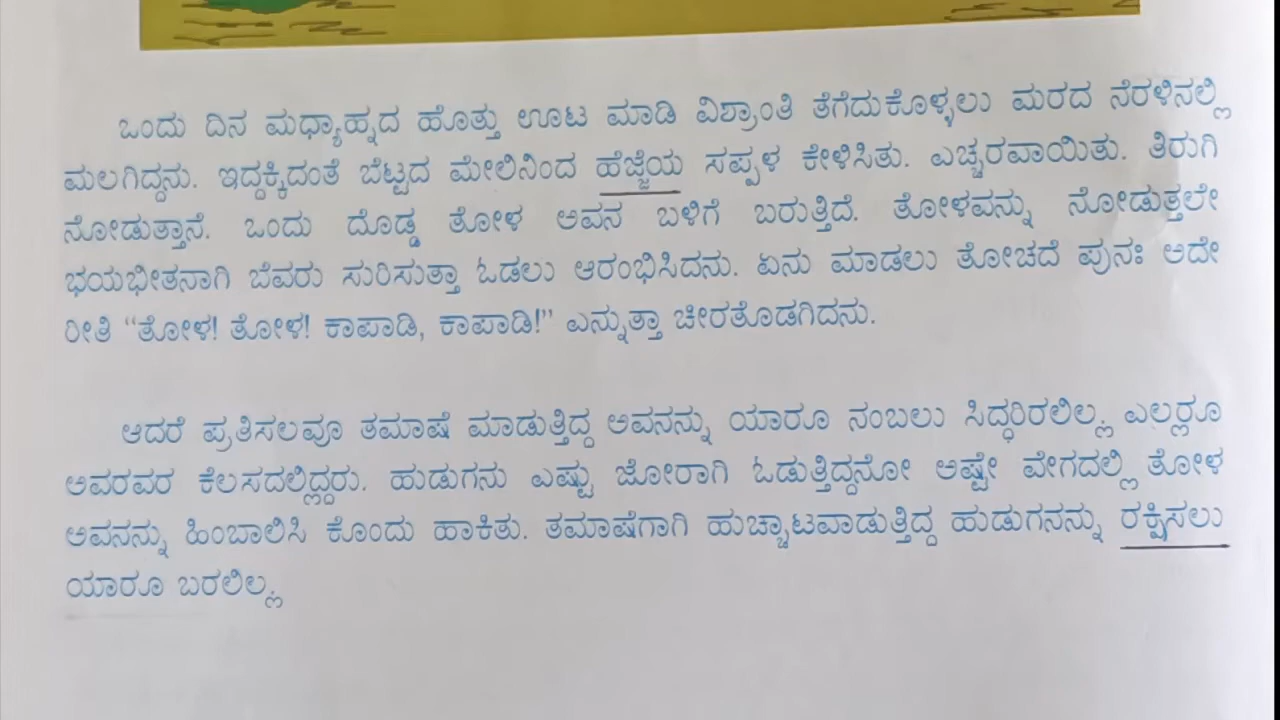 ಒಂದು ದಿನ ಮಧ್ಯಾಹ್ನದ ಹೊತ್ತು ಊಟ ಮಾಡಿ ವಿಶ್ರಾಂತಿ ತೆಗೆದುಕೊಳ್ಳಲು ಮರದ ನೆರಳಿನಲ್ಲಿ
ಮಲಗಿದ್ದನು. ಇದ್ದಕ್ಕಿದಂತೆ ಬೆಟ್ಟದ ಮೇಲಿನಿಂದ ಹೆಜ್ಜೆಯ ಸಪ್ಪಳ ಕೇಳಿಸಿತು. ಎಚ್ಚರವಾಯಿತು. ತಿರುಗಿ
ನೋಡುತ್ತಾನೆ. ಒಂದು ದೊಡ್ಡ ತೋಳ ಅವನ ಬಳಿಗೆ ಬರುತ್ತಿದೆ. ತೋಳವನ್ನು ನೋಡುತ್ತಲೇ
ಭಯಭೀತನಾಗಿ ಬೆವರು ಸುರಿಸುತ್ತಾ ಓಡಲು ಆರಂಭಿಸಿದನು. ಏನು ಮಾಡಲು ತೋಚದೆ ಪುನಃ ಅದೇ
ರೀತಿ “ತೋಳ! ತೋಳ! ಕಾಪಾಡಿ, ಕಾಪಾಡಿ!” ಎನ್ನುತ್ತಾ ಚೀರತೊಡಗಿದನು.
ಆದರೆ ಪ್ರತಿಸಲವೂ ತಮಾಷೆ ಮಾಡುತ್ತಿದ್ದ ಅವನನ್ನು ಯಾರೂ ನಂಬಲು ಸಿದ್ಧರಿರಲಿಲ್ಲ. ಎಲ್ಲರೂ
ಅವರವರ ಕೆಲಸದಲ್ಲಿದ್ದರು. ಹುಡುಗನು ಎಷ್ಟು ಜೋರಾಗಿ ಓಡುತ್ತಿದ್ದನೋ ಅಷ್ಟೇ ವೇಗದಲ್ಲಿ ತೋಳ
ಅವನನ್ನು ಹಿಂಬಾಲಿಸಿ ಕೊಂದು ಹಾಕಿತು. ತಮಾಷೆಗಾಗಿ ಹುಚ್ಚಾಟವಾಡುತ್ತಿದ್ದ ಹುಡುಗನನ್ನು ರಕ್ಷಿಸಲು
ಯಾರೂ ಬರಲಿಲ್ಲ.